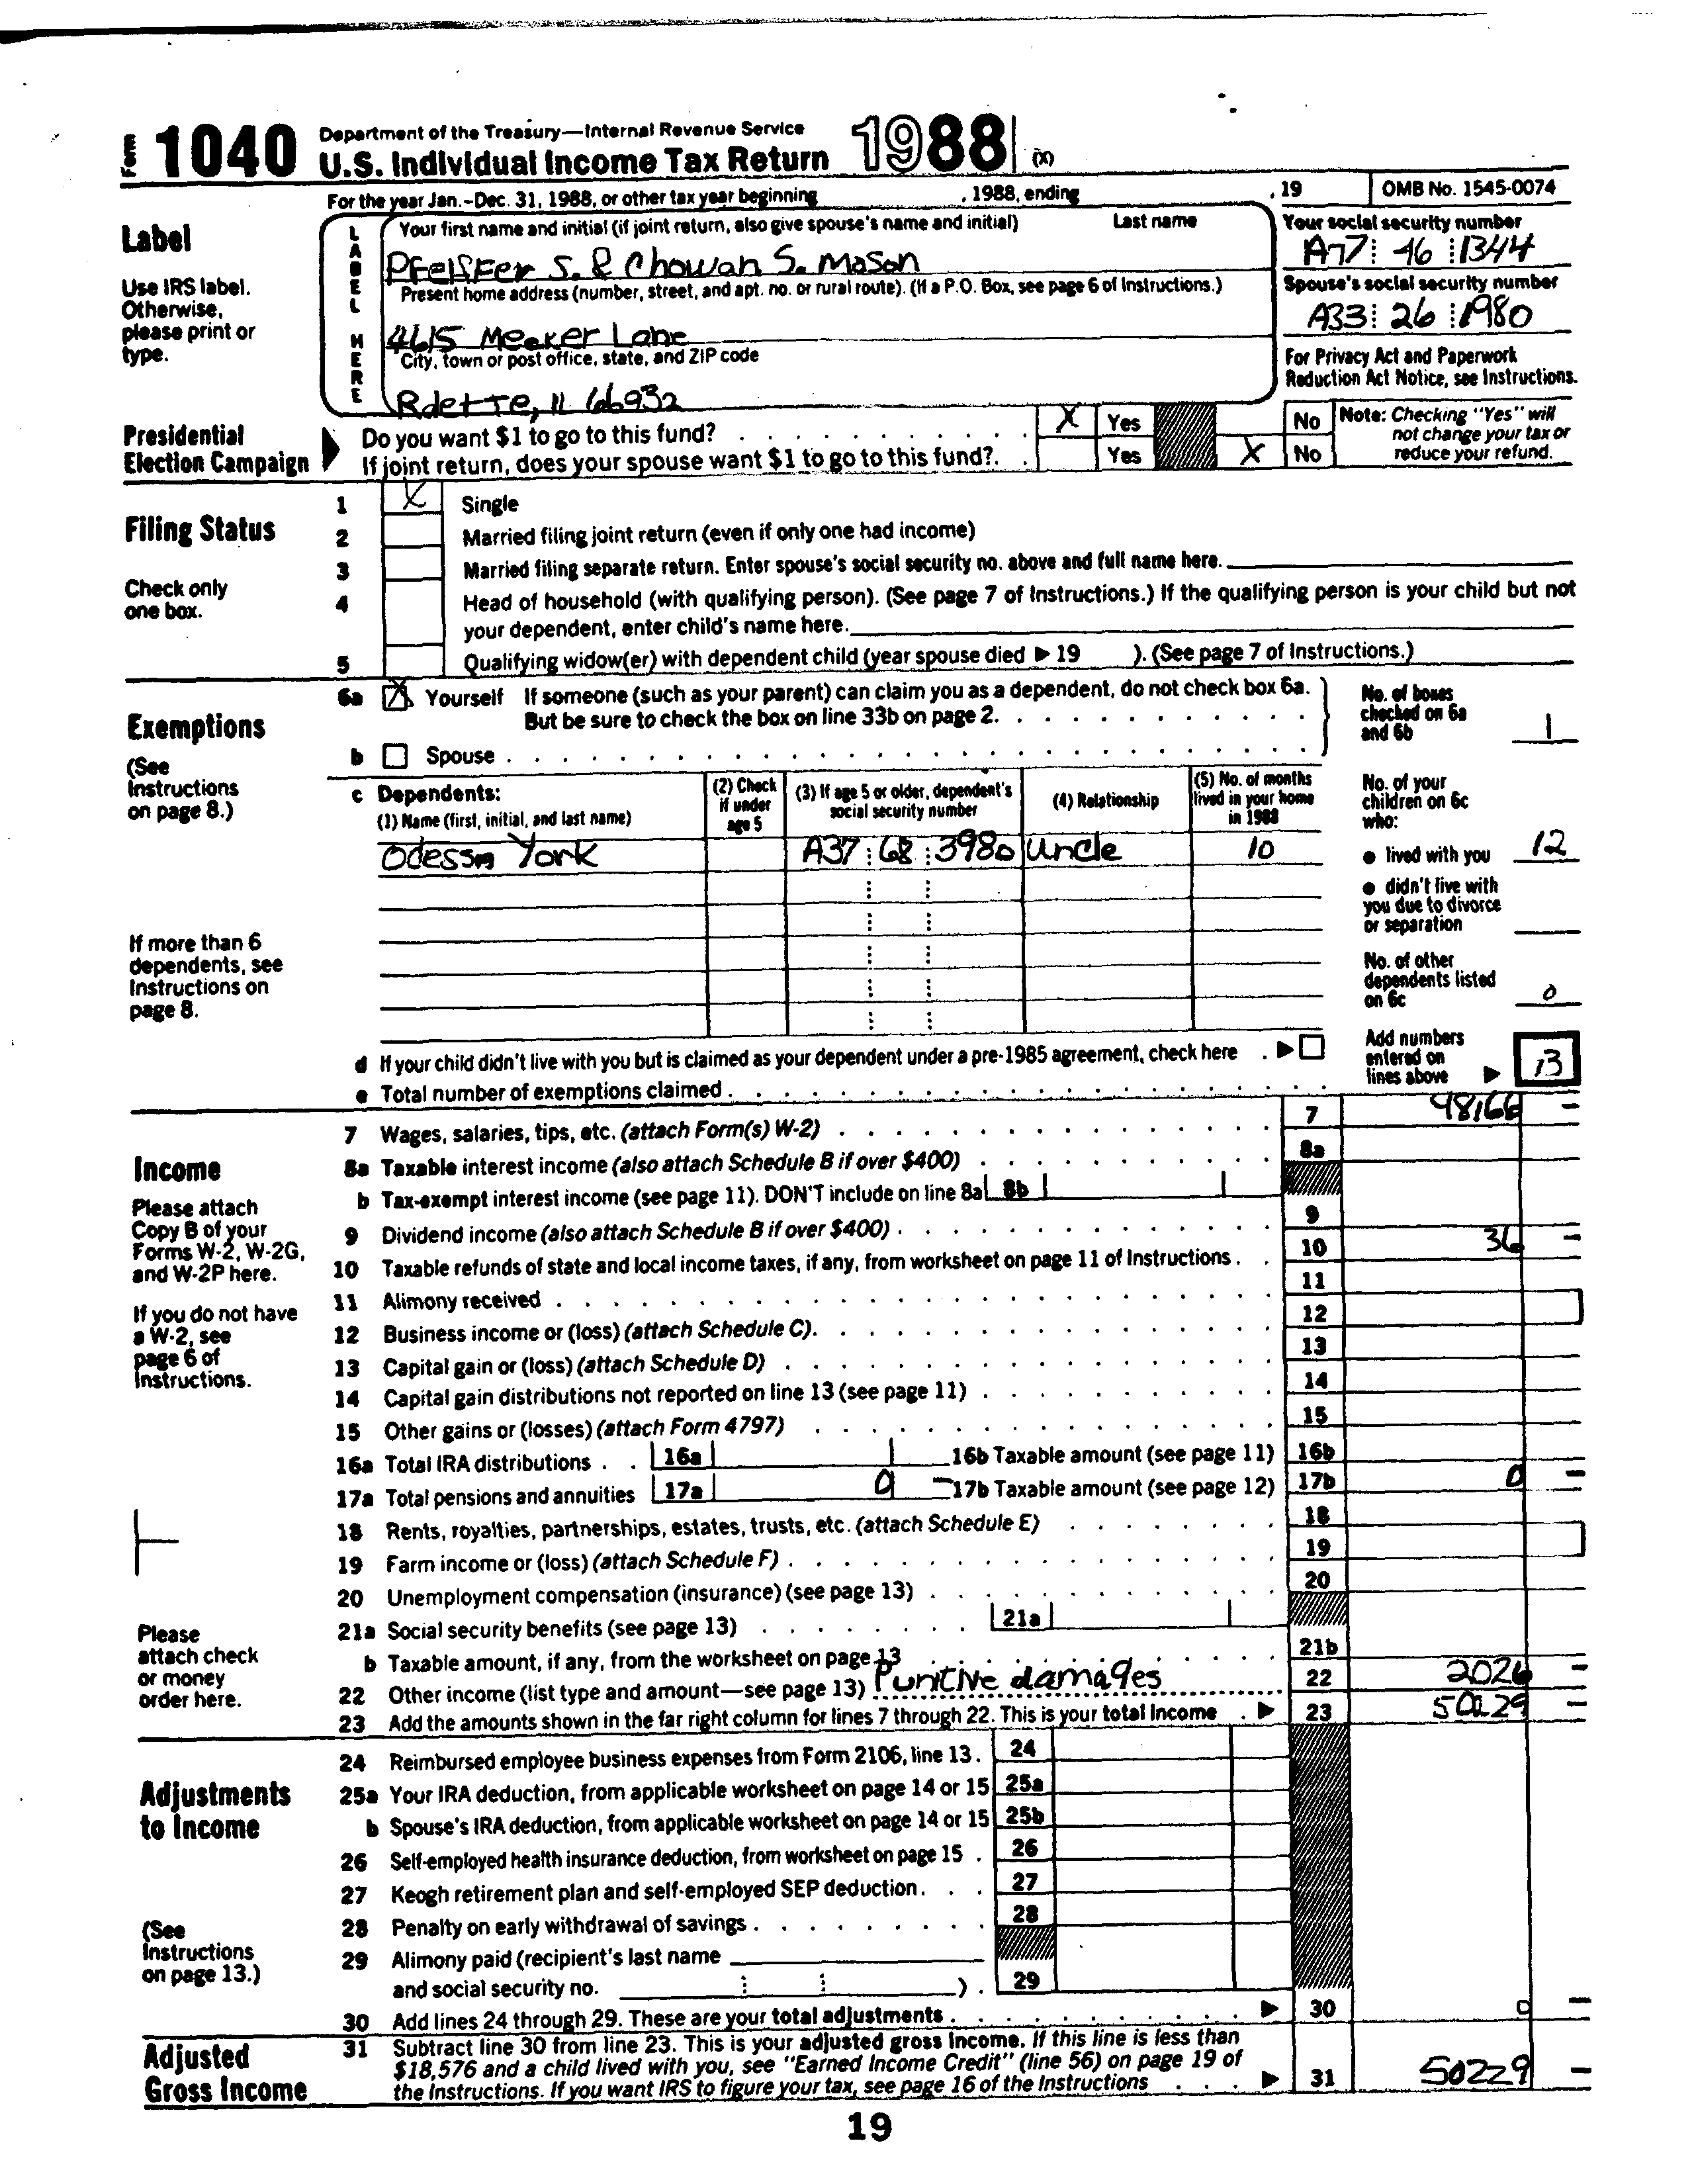 Form 1040 Department of the Treasury—Internal Revenue Service
U.S. Individual Income Tax Return 1988 (X)
For the year Jan.-Dec. 31, 1988, or other tax year beginning , 1988, ending , 19 OMB No. 1545-0074
Label
Use IRS label.
Otherwise,
please print or
type.
LABEL HERE
Your first name and initial (if joint return, also give spouse's name and initial) Last name
Pfeiffer S. & Chowan S. Mason
Present home address (number, street, and apt. no. or rural route). (If a P.O. Box, see page 6 of Instructions.)
4615 Meeker Lane
City, town or post office, state, and ZIP code
IL 66932
Your social security number
A77 46 1344
Spouse's social security number
A33 26 1980
For Privacy Act and Paperwork
Reduction Act Notice, see Instructions.
Presidential
Election Campaign
Do you want $1 to go to this fund? X Yes No
If joint return, does your spouse want $1 to go to this fund? Yes X No
Note: Checking "Yes" will
not change your tax or
reduce your refund.
Filing Status
Check only
one box.
1 X Single
2 Married filing joint return (even if only one had income)
3 Married filing separate return. Enter spouse's social security no. above and full name here.
4 Head of household (with qualifying person). (See page 7 of Instructions.) If the qualifying person is your child but not
your dependent, enter child's name here.
5 Qualifying widow(er) with dependent child (year spouse died ▶ 19 ). (See page 7 of Instructions.)
Exemptions
(See
Instructions
on page 8.)
6a X Yourself If someone (such as your parent) can claim you as a dependent, do not check box 6a.
But be sure to check the box on line 33b on page 2.
b Spouse
No. of boxes
checked on 6a
and 6b 1
c Dependents:
(1) Name (first, initial, and last name)
(2) Check
if under
age 5
(3) If age 5 or older, dependent's
social security number
(4) Relationship
(5) No. of months
lived in your home
in 1988
Odessa York A37 68 3980 Uncle 10
No. of your
children on 6c
who:
● lived with you 12
● didn't live with
you due to divorce
or separation
No. of other
dependents listed
on 6c 0
If more than 6
dependents, see
Instructions on
page 8.
d If your child didn't live with you but is claimed as your dependent under a pre-1985 agreement, check here ▶
e Total number of exemptions claimed
Add numbers
entered on
lines above ▶ 13
Income
Please attach
Copy B of your
Forms W-2, W-2G,
and W-2P here.
If you do not have
a W-2, see
page 6 of
Instructions.
Please
attach check
or money
order here.
7 Wages, salaries, tips, etc. (attach Form(s) W-2) 7 —
8a Taxable interest income (also attach Schedule B if over $400) 8a
b Tax-exempt interest income (see page 11). DON'T include on line 8a 8b
9 Dividend income (also attach Schedule B if over $400) 9
10 Taxable refunds of state and local income taxes, if any, from worksheet on page 11 of Instructions 10 36 —
11 Alimony received 11
12 Business income or (loss) (attach Schedule C) 12
13 Capital gain or (loss) (attach Schedule D) 13
14 Capital gain distributions not reported on line 13 (see page 11) 14
15 Other gains or (losses) (attach Form 4797) 15
16a Total IRA distributions 16a 16b Taxable amount (see page 11) 16b
17a Total pensions and annuities 17a 0 — 17b Taxable amount (see page 12) 17b 0 —
18 Rents, royalties, partnerships, estates, trusts, etc. (attach Schedule E) 18
19 Farm income or (loss) (attach Schedule F) 19
20 Unemployment compensation (insurance) (see page 13) 20
21a Social security benefits (see page 13) 21a
b Taxable amount, if any, from the worksheet on page 13 21b
22 Other income (list type and amount—see page 13) Punitive damages 22 2026 —
23 Add the amounts shown in the far right column for lines 7 through 22. This is your total income ▶ 23 50229 —
Adjustments
to Income
(See
Instructions
on page 13.)
24 Reimbursed employee business expenses from Form 2106, line 13 24
25a Your IRA deduction, from applicable worksheet on page 14 or 15 25a
b Spouse's IRA deduction, from applicable worksheet on page 14 or 15 25b
26 Self-employed health insurance deduction, from worksheet on page 15 26
27 Keogh retirement plan and self-employed SEP deduction 27
28 Penalty on early withdrawal of savings 28
29 Alimony paid (recipient's last name
and social security no. ) 29
30 Add lines 24 through 29. These are your total adjustments ▶ 30 0 —
Adjusted
Gross Income
31 Subtract line 30 from line 23. This is your adjusted gross income. If this line is less than
$18,576 and a child lived with you, see "Earned Income Credit" (line 56) on page 19 of
the Instructions. If you want IRS to figure your tax, see page 16 of the Instructions ▶ 31 50229 —
19